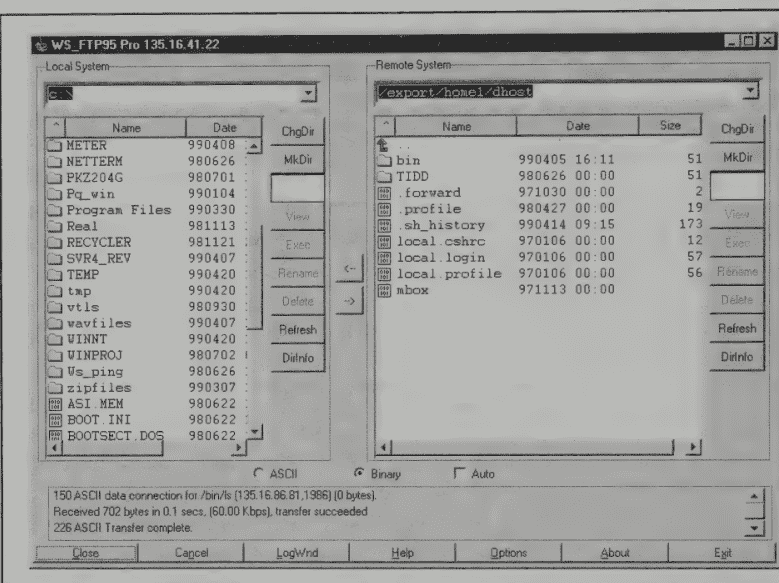 WS_FTP95 Pro 135.16.41.22
Local System
c:\
^ Name Date
METER 990408 :
NETTERM 980626 :
PKZ204G 980701 :
Pq_win 990104 :
Program Files 990330 :
Real 981113 :
RECYCLER 981121 :
SVR4_REV 990407 :
TEMP 990420 :
tmp 990420 :
vtls 980930 :
wavfiles 990407 :
WINNT 990420 :
WINPROJ 980702
Ws_ping 980626 :
zipfiles 990307 :
ASI.MEM 980622 :
BOOT.INI 980622 :
BOOTSECT.DOS 980622
ChgDir
MkDir
View
Exec
Rename
Delete
Refresh
DirInfo
<--
-->
Remote System
/export/home1/dhost
^ Name Date Size
..
bin 990405 16:11 51
TIDD 980626 00:00 51
.forward 971030 00:00 2
.profile 980427 00:00 19
.sh_history 990414 09:15 173
local.cshrc 970106 00:00 12
local.login 970106 00:00 57
local.profile 970106 00:00 56
mbox 971113 00:00
ChgDir
MkDir
View
Exec
Rename
Delete
Refresh
DirInfo
ASCII Binary Auto
150 ASCII data connection for /bin/ls (135.16.86.81,1986) (0 bytes).
Received 702 bytes in 0.1 secs, (60.00 Kbps), transfer succeeded
226 ASCII Transfer complete.
Close Cancel LogWnd Help Options About Exit